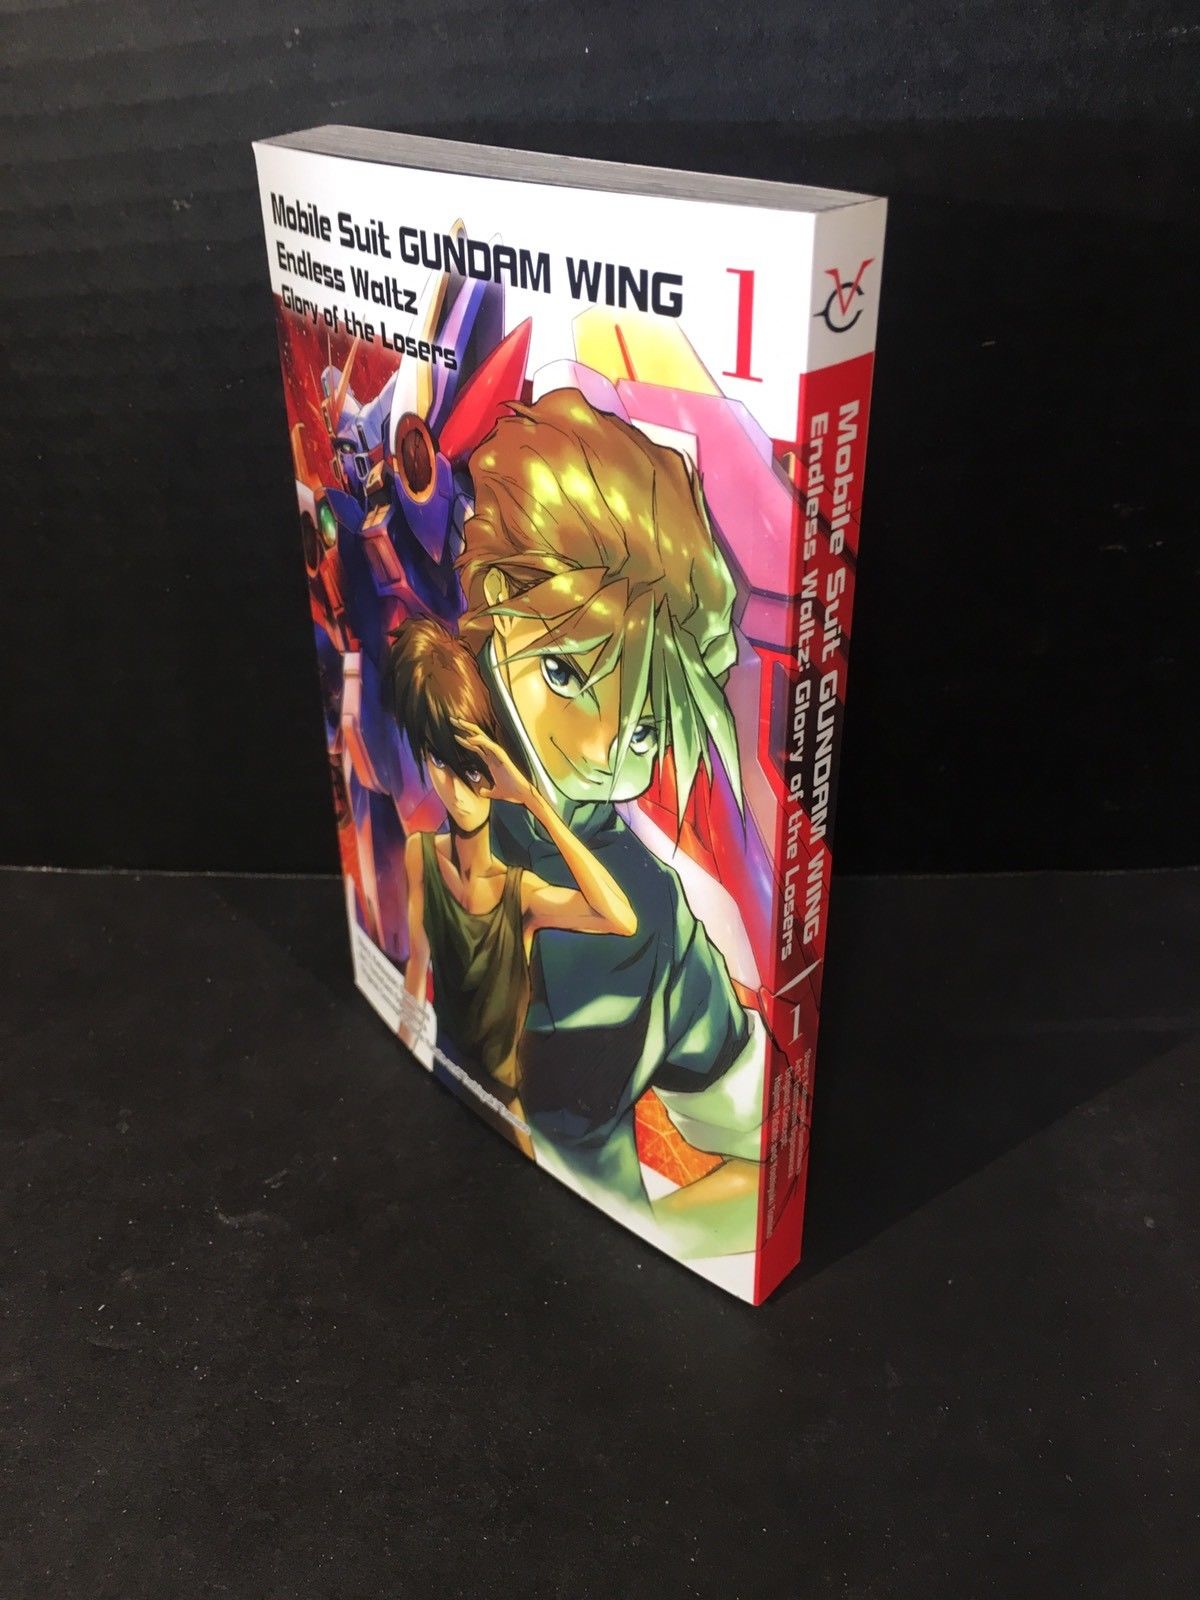 Mobile Suit GUNDAM WING
Endless Waltz
Glory of the Losers
1
VC
Mobile Suit GUNDAM WING
Endless Waltz: Glory of the Losers
1